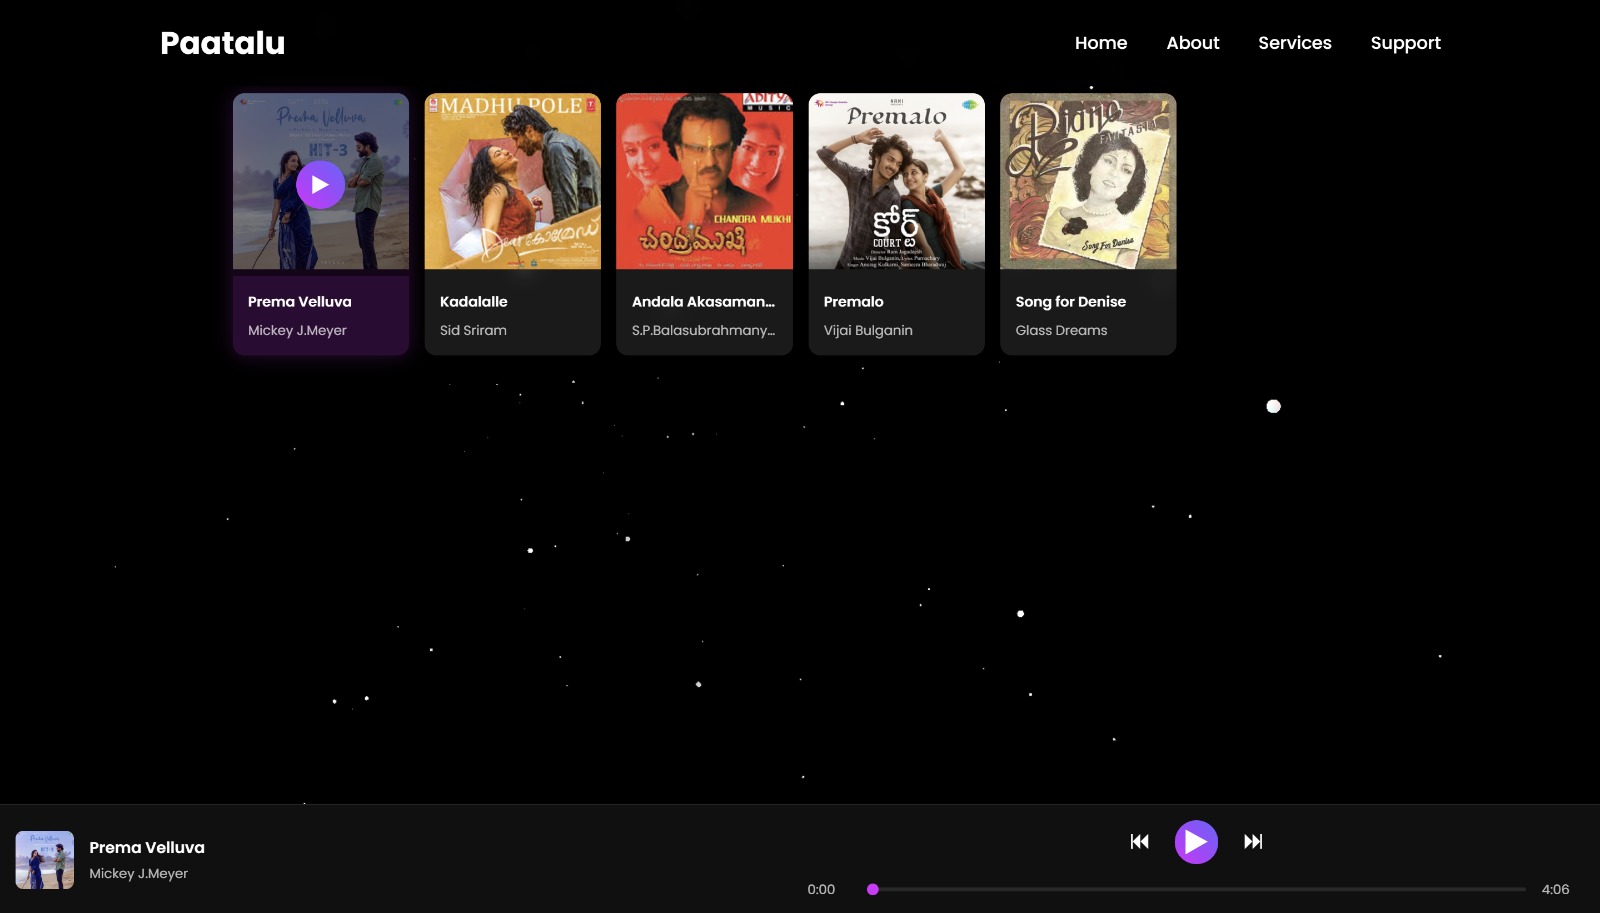 Paatalu
Home
About
Services
Support
Prema Velluva
HIT-3
Prema Velluva
Mickey J.Meyer
MADHU POLE
Kadalalle
Sid Sriram
ADITYA
MUSIC
CHANDRA MUKHI
చంద్రముఖి
Andala Akasaman...
S.P.Balasubrahmany...
Premalo
కోర్ట్
COURT
Premalo
Vijai Bulganin
Piano
FANTASIA
Song For Denise
Song for Denise
Glass Dreams
Prema Velluva
Mickey J.Meyer
0:00
4:06